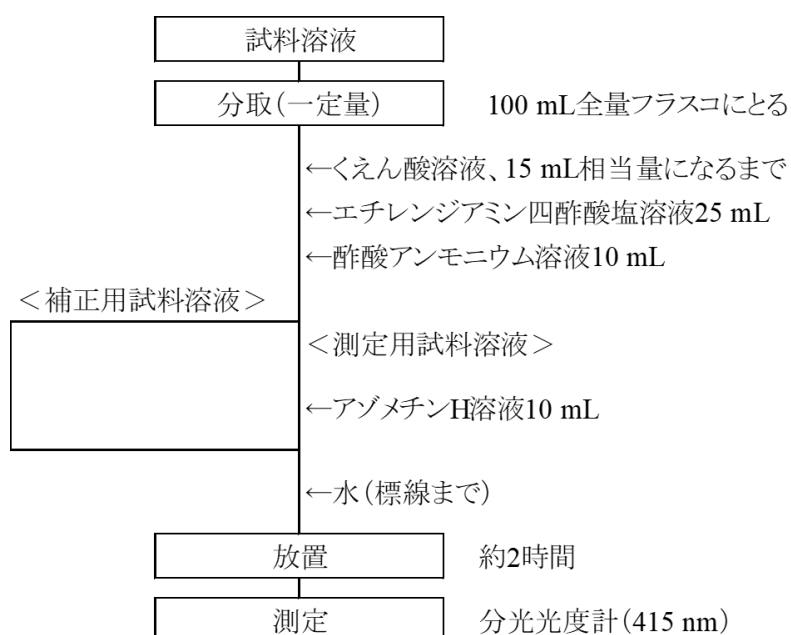 試料溶液
分取(一定量) 100 mL全量フラスコにとる
←くえん酸溶液、15 mL相当量になるまで
←エチレンジアミン四酢酸塩溶液25 mL
←酢酸アンモニウム溶液10 mL
＜補正用試料溶液＞
＜測定用試料溶液＞
←アゾメチンH溶液10 mL
←水(標線まで)
放置 約2時間
測定 分光光度計(415 nm)